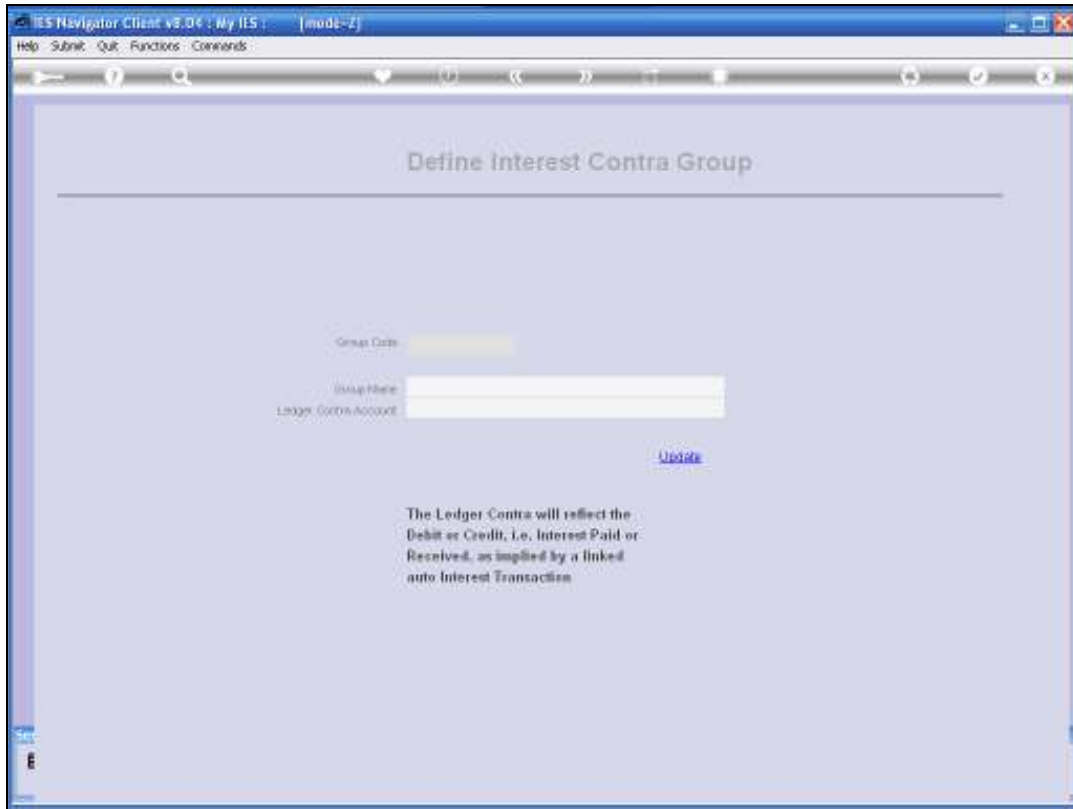 IES Navigator Client v8.04 : My IES : [mode-Z]
Help Submit Quit Functions Commands
Define Interest Contra Group
Group Code
Group Name
Ledger Contra Account
Update
The Ledger Contra will reflect the
Debit or Credit, i.e. Interest Paid or
Received, as implied by a linked
auto Interest Transaction